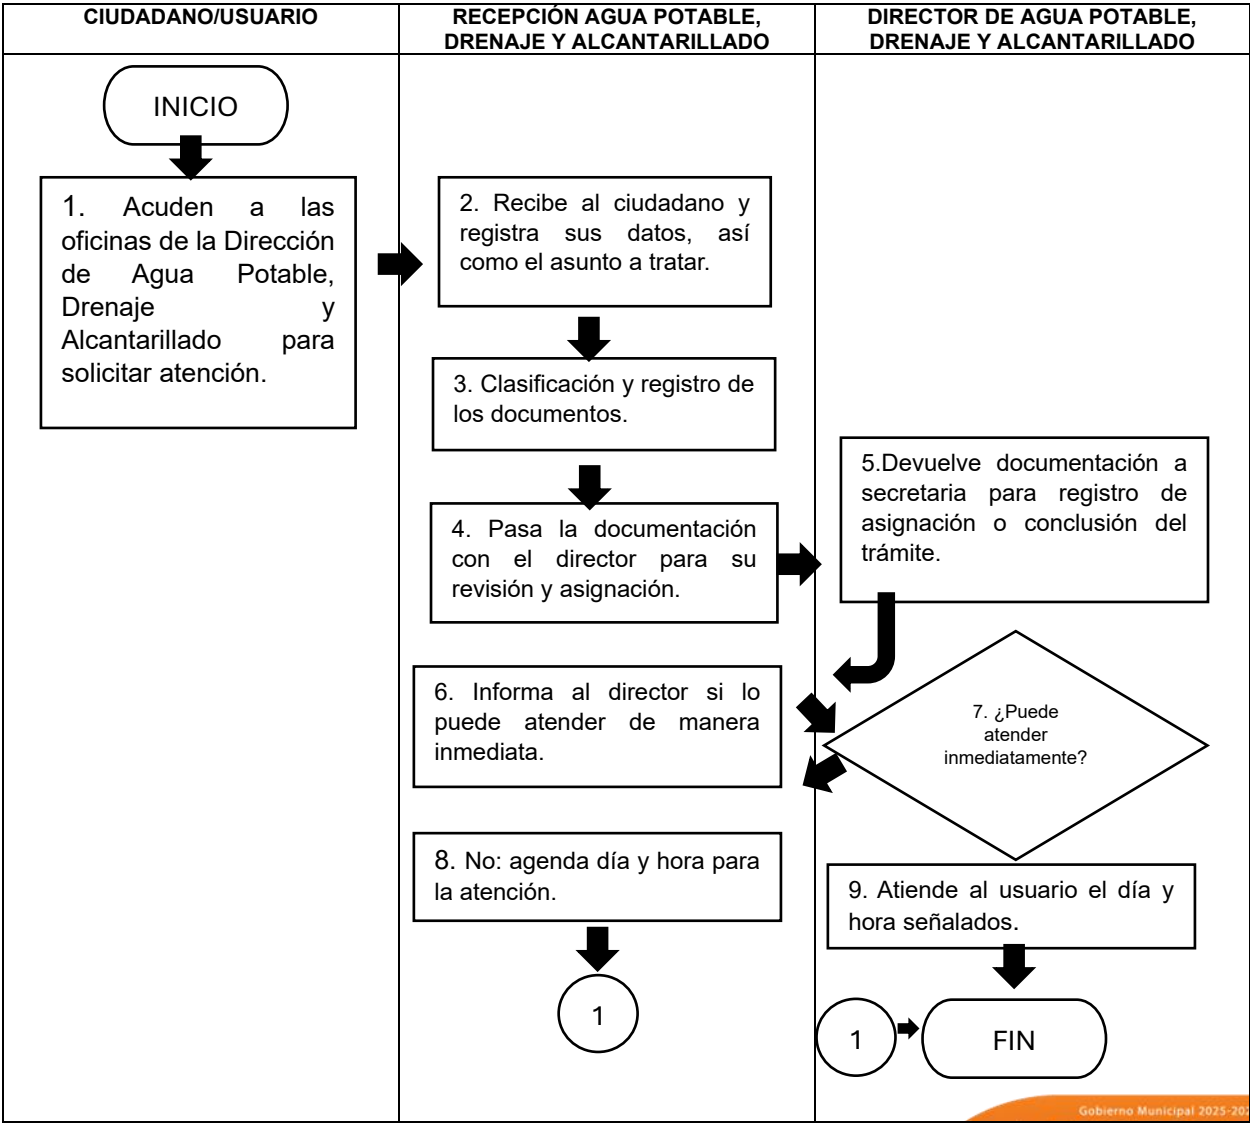 CIUDADANO/USUARIO
RECEPCIÓN AGUA POTABLE,
DRENAJE Y ALCANTARILLADO
DIRECTOR DE AGUA POTABLE,
DRENAJE Y ALCANTARILLADO
INICIO
1. Acuden a las
oficinas de la Dirección
de Agua Potable,
Drenaje y
Alcantarillado para
solicitar atención.
2. Recibe al ciudadano y
registra sus datos, así
como el asunto a tratar.
3. Clasificación y registro de
los documentos.
4. Pasa la documentación
con el director para su
revisión y asignación.
5.Devuelve documentación a
secretaria para registro de
asignación o conclusión del
trámite.
6. Informa al director si lo
puede atender de manera
inmediata.
7. ¿Puede
atender
inmediatamente?
8. No: agenda día y hora para
la atención.
9. Atiende al usuario el día y
hora señalados.
1
1
FIN
Gobierno Municipal 2025-202